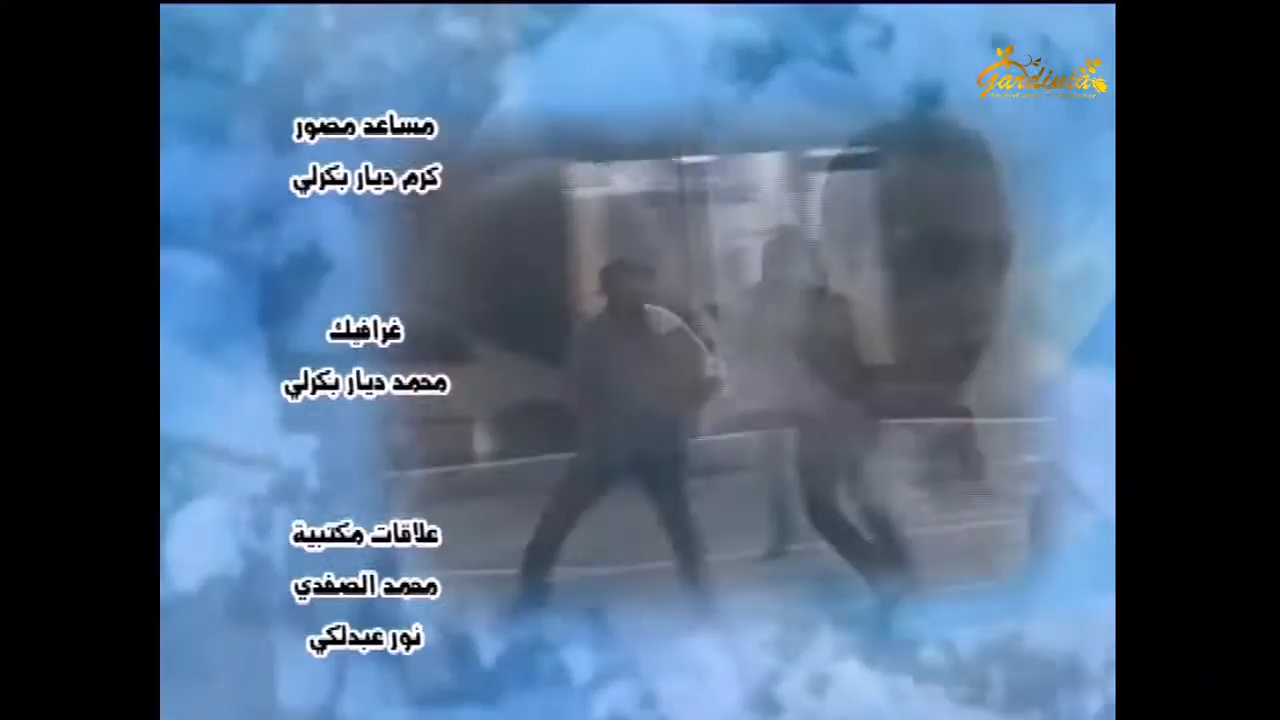 Gardinia
مساعد مصور
كرم ديار بكرلي
غرافيك
محمد ديار بكرلي
علاقات مكتبية
محمد الصفدي
نور عبدلكي